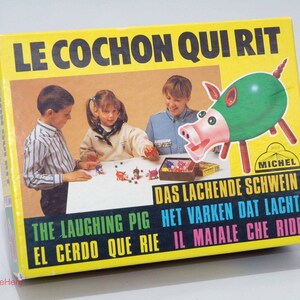 LE COCHON QUI RIT
MICHEL
DAS LACHENDE SCHWEIN
THE LAUGHING PIG HET VARKEN DAT LACHT
EL CERDO QUE RIE IL MAIALE CHE RIDE